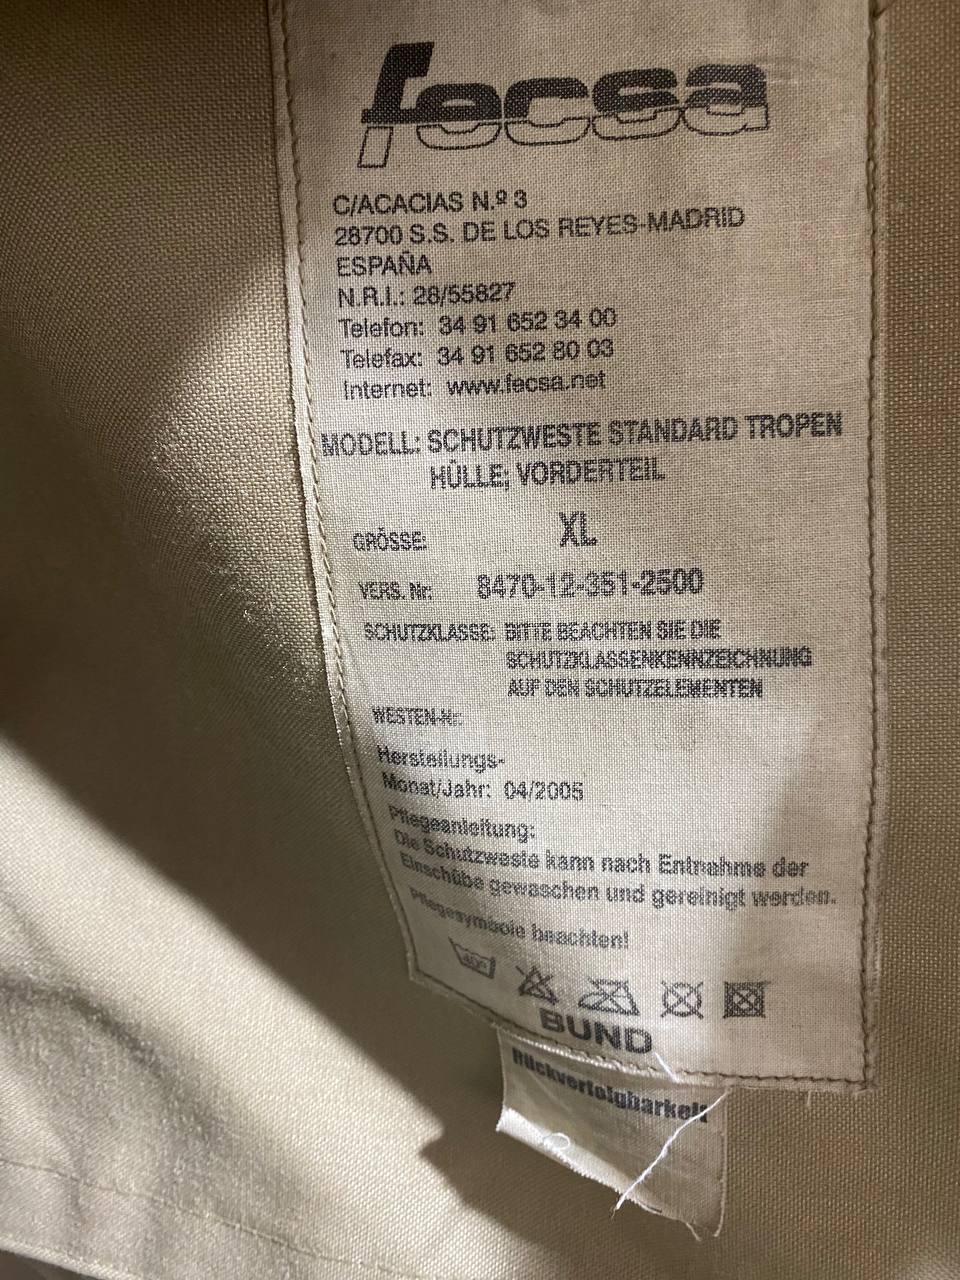 fecsa
C/ACACIAS N.º 3
28700 S.S. DE LOS REYES-MADRID
ESPAÑA
N.R.I.: 28/55827
Telefon: 34 91 652 34 00
Telefax: 34 91 652 80 03
Internet: www.fecsa.net
MODELL: SCHUTZWESTE STANDARD TROPEN
HÜLLE; VORDERTEIL
GRÖSSE: XL
VERS. Nr: 8470-12-351-2500
SCHUTZKLASSE: BITTE BEACHTEN SIE DIE
SCHUTZKLASSENKENNZEICHNUNG
AUF DEN SCHUTZELEMENTEN
WESTEN-Nr.
Herstellungs-
Monat/Jahr: 04/2005
Pflegeanleitung:
Die Schutzweste kann nach Entnahme der
Einschübe gewaschen und gereinigt werden.
Pflegesymbole beachten!
40°
BUND
Rückverfolgbarkeit